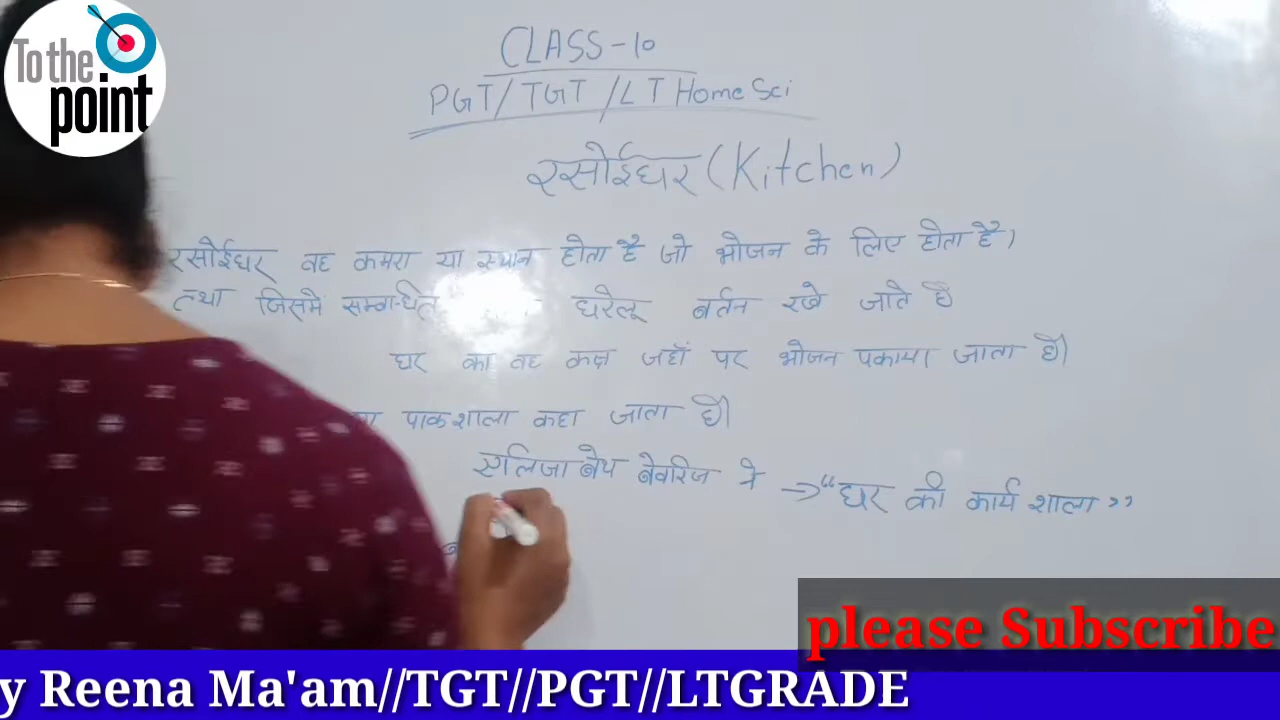 To the
point
CLASS-10
PGT/TGT/LT Home Sci
रसोईघर (Kitchen)
रसोईघर वह कमरा या स्थान होता है जो भोजन के लिए होता है।
तथा जिसमे सम्बन्धित घरेलू बर्तन रखे जाते है
घर का वह कक्ष जहाँ पर भोजन पकाया जाता है।
पाकशाला कहा जाता है।
एलिजाबेथ बेवरिज ने → "घर की कार्यशाला"
please Subscribe
y Reena Ma'am//TGT//PGT//LTGRADE